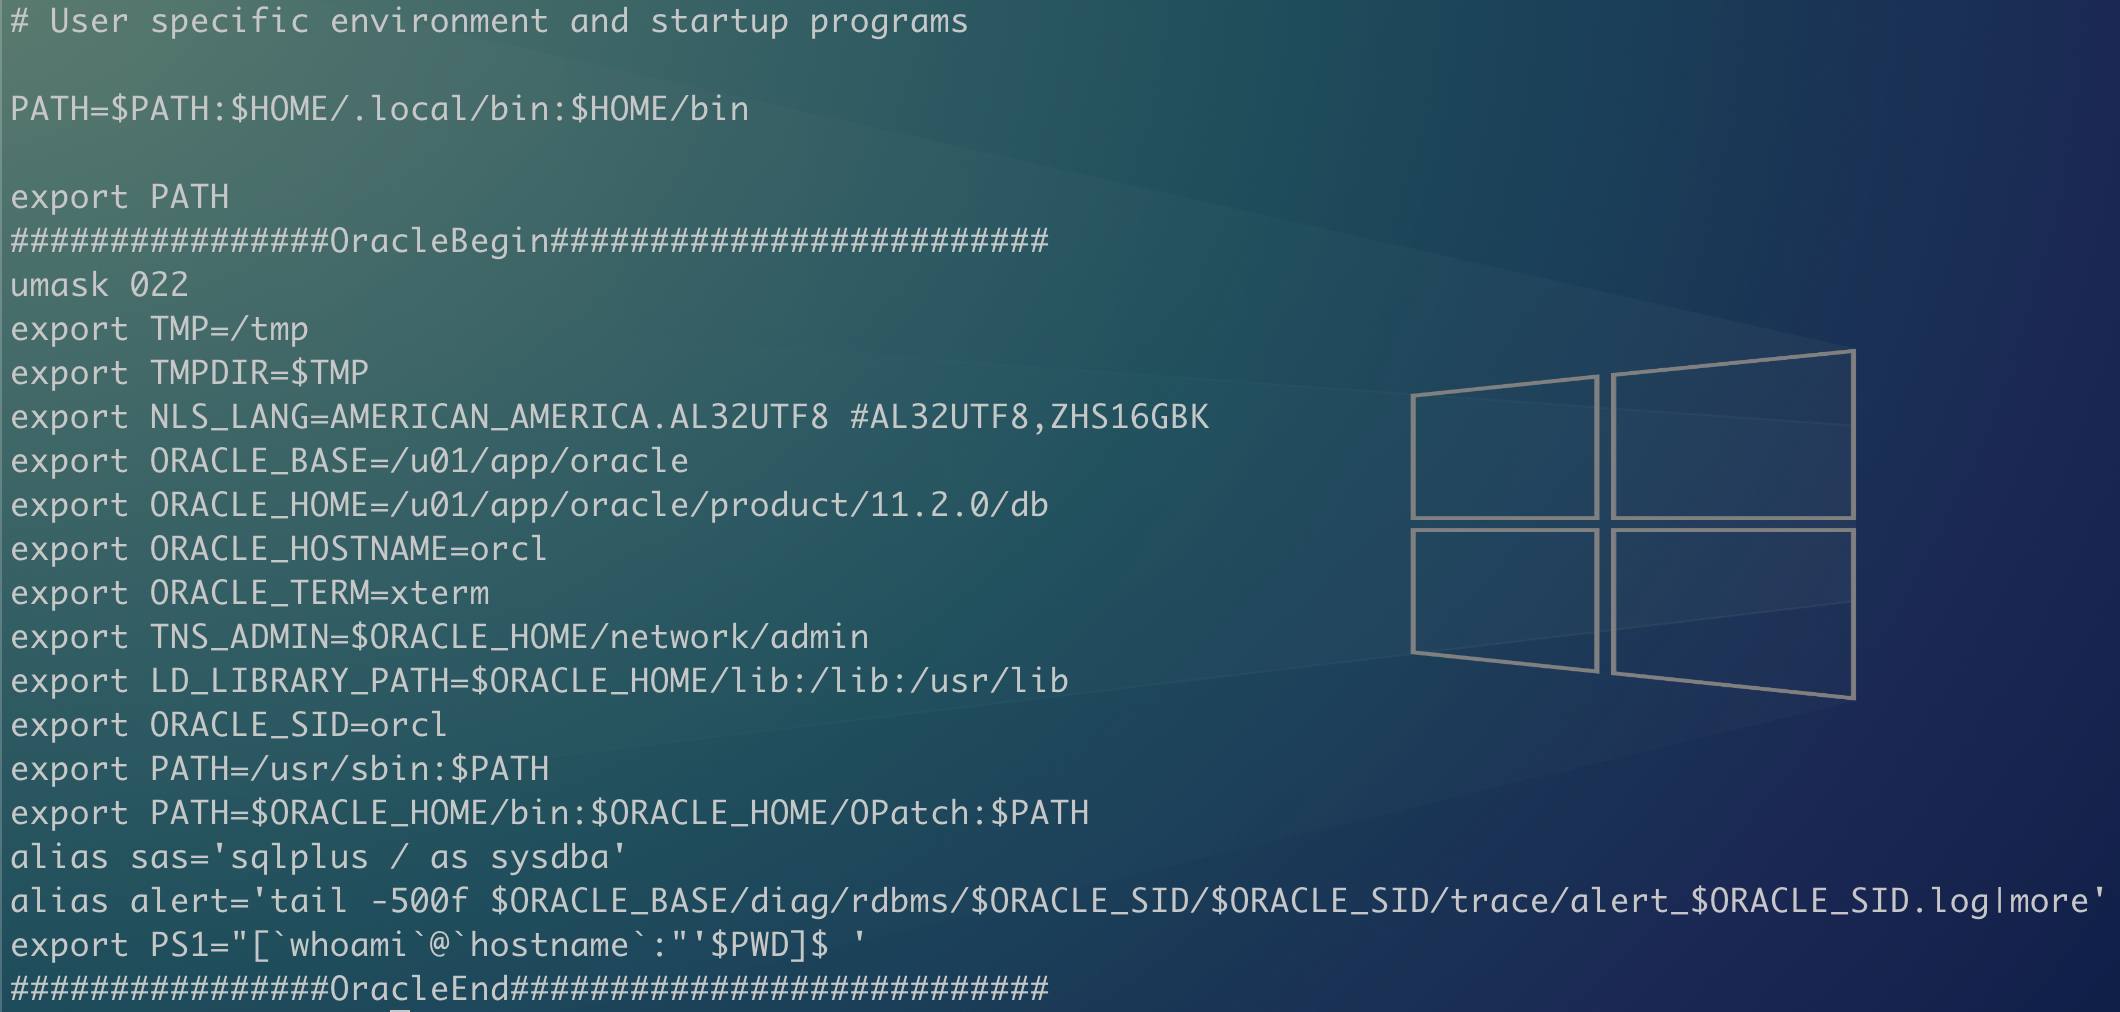 # User specific environment and startup programs
PATH=$PATH:$HOME/.local/bin:$HOME/bin
export PATH
################OracleBegin#########################
umask 022
export TMP=/tmp
export TMPDIR=$TMP
export NLS_LANG=AMERICAN_AMERICA.AL32UTF8 #AL32UTF8,ZHS16GBK
export ORACLE_BASE=/u01/app/oracle
export ORACLE_HOME=/u01/app/oracle/product/11.2.0/db
export ORACLE_HOSTNAME=orcl
export ORACLE_TERM=xterm
export TNS_ADMIN=$ORACLE_HOME/network/admin
export LD_LIBRARY_PATH=$ORACLE_HOME/lib:/lib:/usr/lib
export ORACLE_SID=orcl
export PATH=/usr/sbin:$PATH
export PATH=$ORACLE_HOME/bin:$ORACLE_HOME/OPatch:$PATH
alias sas='sqlplus / as sysdba'
alias alert='tail -500f $ORACLE_BASE/diag/rdbms/$ORACLE_SID/$ORACLE_SID/trace/alert_$ORACLE_SID.log|more'
export PS1="[`whoami`@`hostname`:"'$PWD]$ '
################OracleEnd###########################